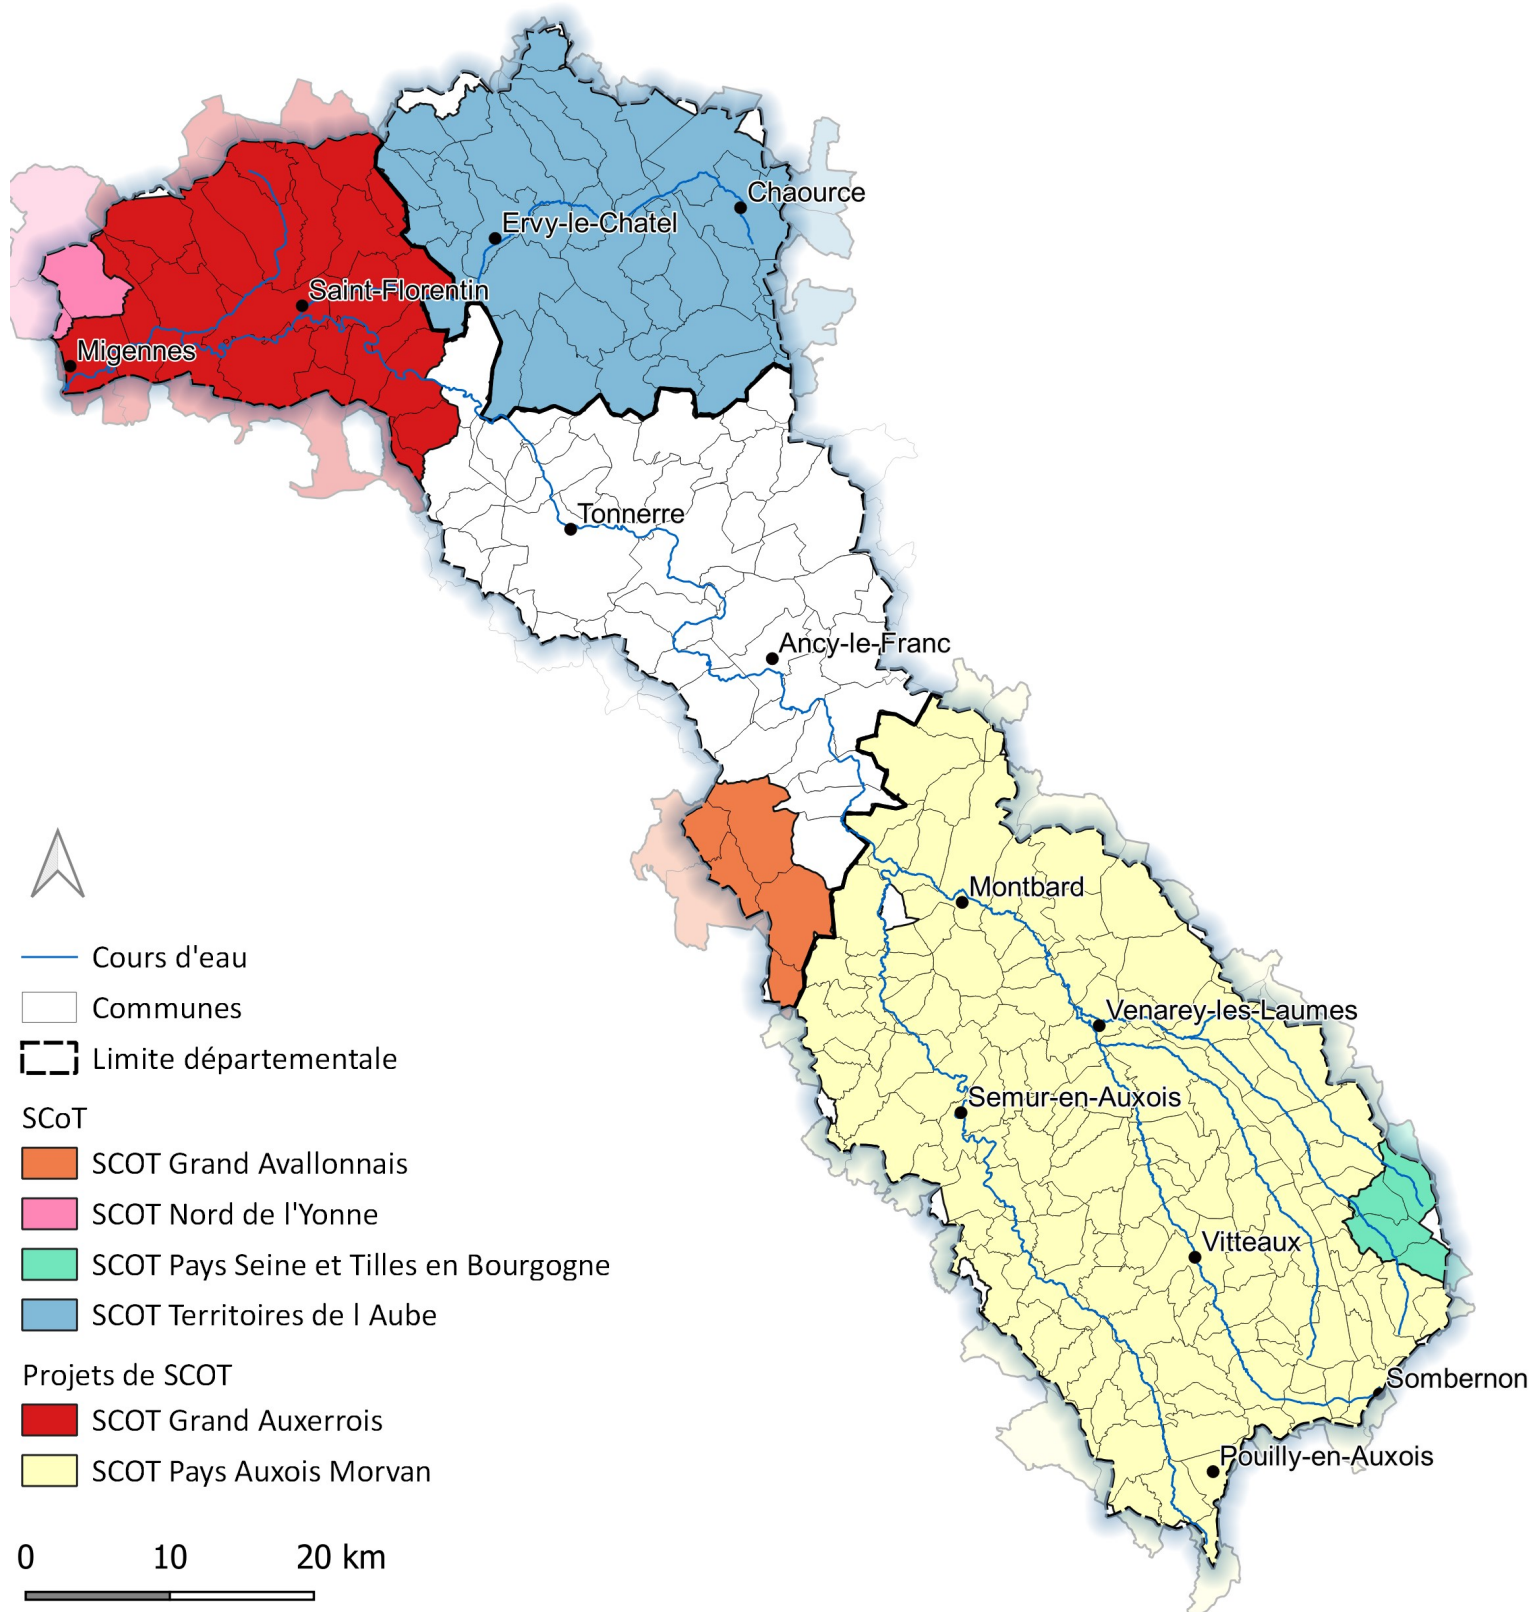 Chaource
Ervy-le-Chatel
Saint-Florentin
Migennes
Tonnerre
Ancy-le-Franc
Montbard
Venarey-les-Laumes
Semur-en-Auxois
Vitteaux
Sombernon
Pouilly-en-Auxois
Cours d'eau
Communes
Limite départementale
SCoT
SCOT Grand Avallonnais
SCOT Nord de l'Yonne
SCOT Pays Seine et Tilles en Bourgogne
SCOT Territoires de l Aube
Projets de SCOT
SCOT Grand Auxerrois
SCOT Pays Auxois Morvan
0 10 20 km